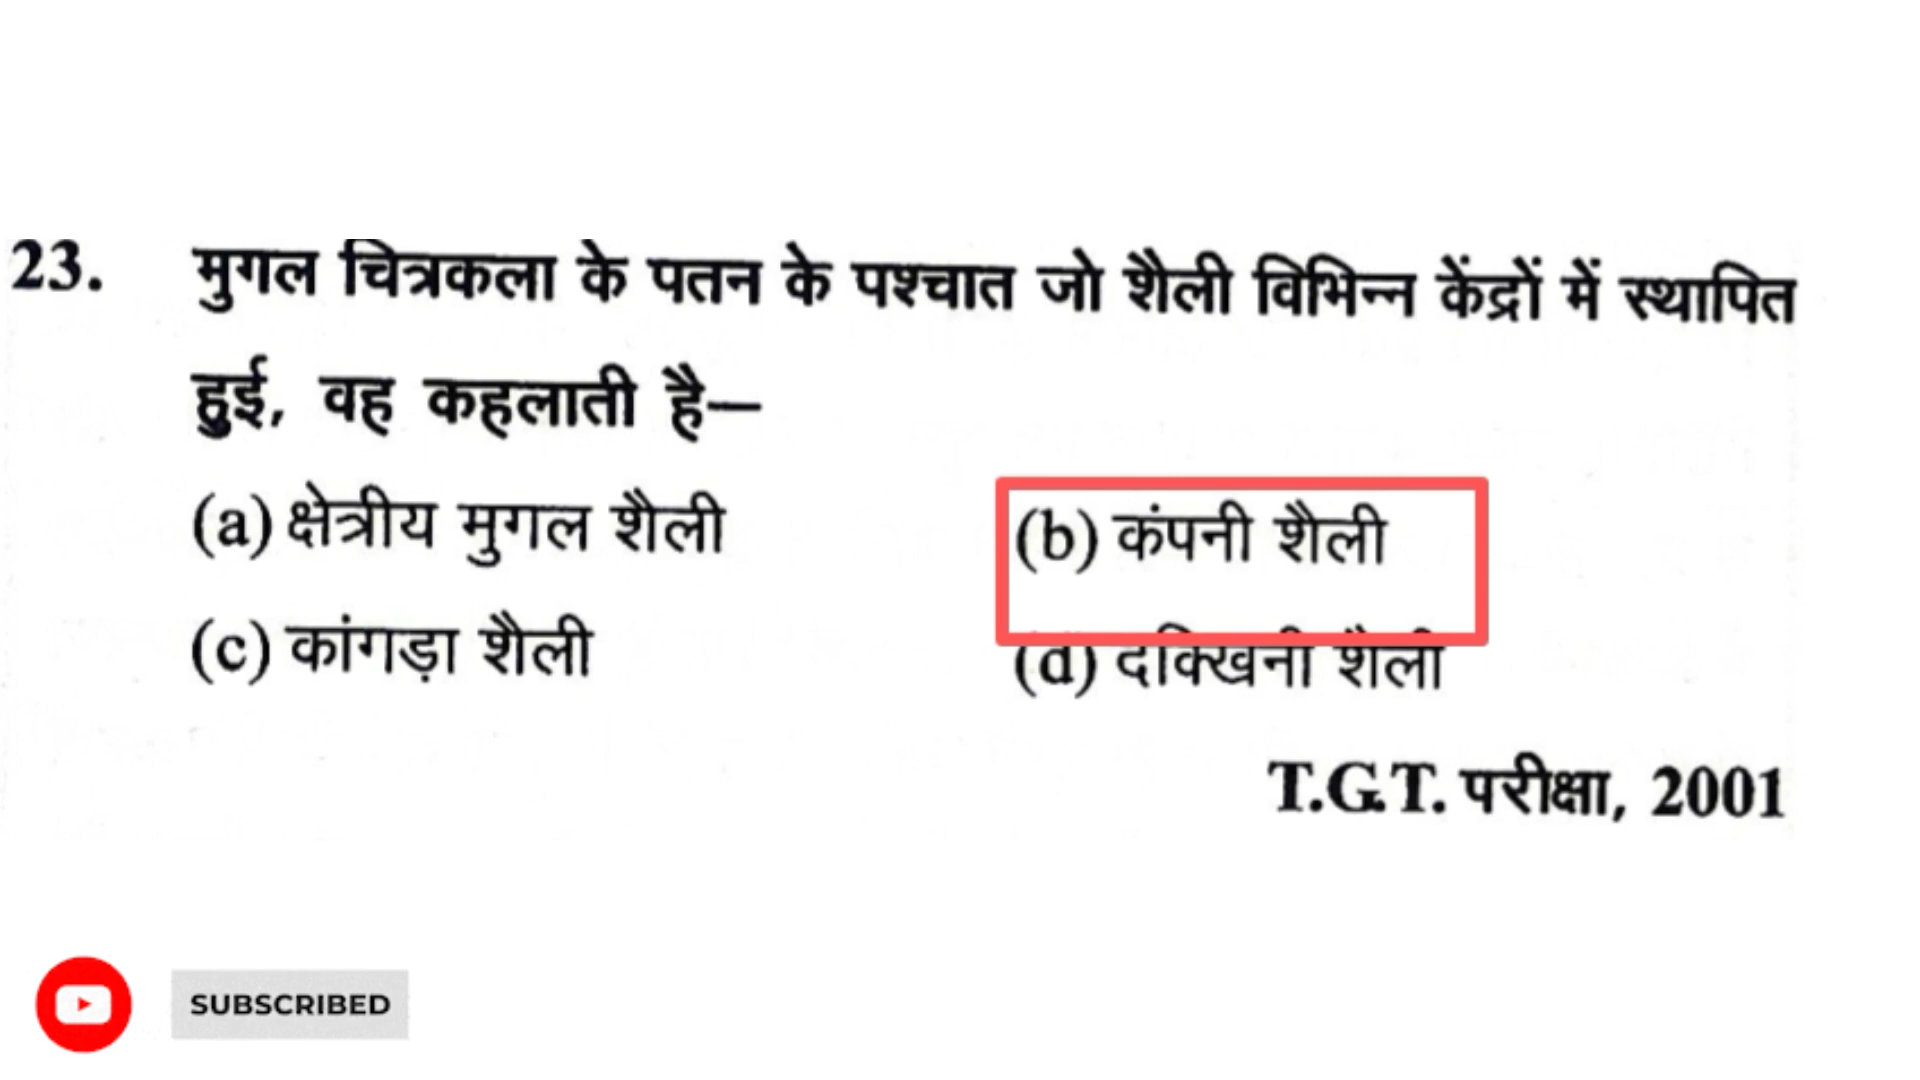 23. मुगल चित्रकला के पतन के पश्चात जो शैली विभिन्न केंद्रों में स्थापित
हुई, वह कहलाती है—
(a) क्षेत्रीय मुगल शैली (b) कंपनी शैली
(c) कांगड़ा शैली (d) दक्खिनी शैली
T.G.T. परीक्षा, 2001
SUBSCRIBED